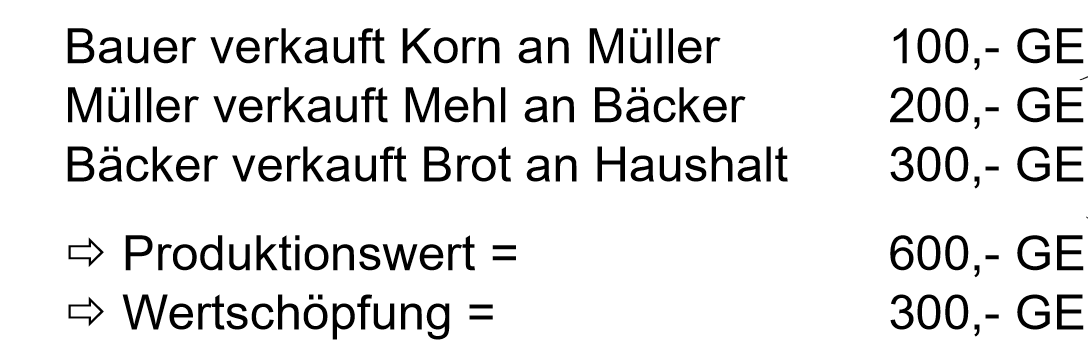 Bauer verkauft Korn an Müller 100,- GE
Müller verkauft Mehl an Bäcker 200,- GE
Bäcker verkauft Brot an Haushalt 300,- GE
⇨ Produktionswert = 600,- GE
⇨ Wertschöpfung = 300,- GE